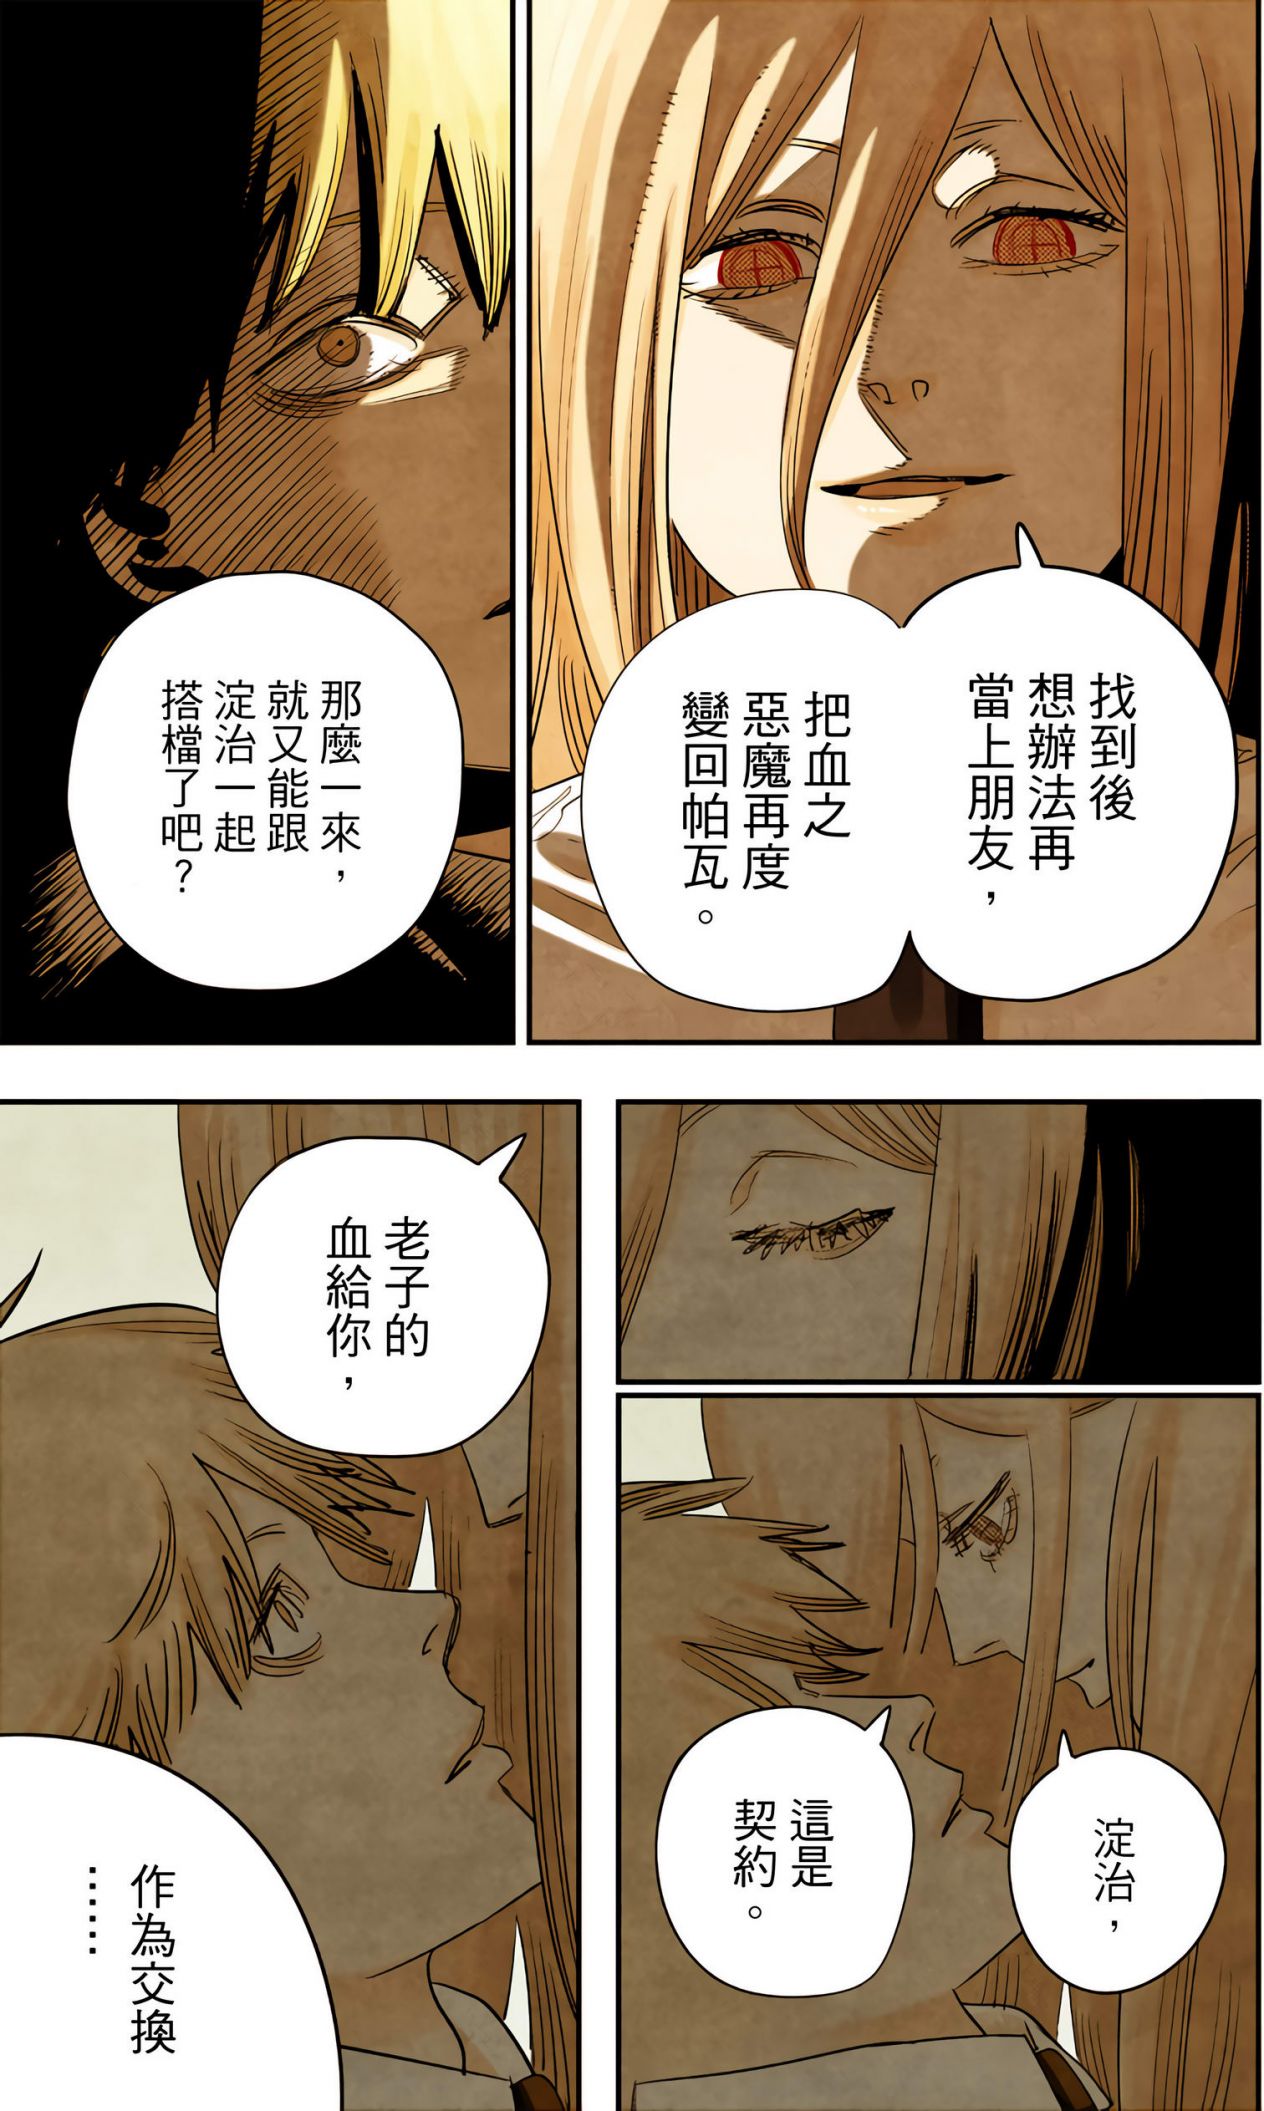 找到後
想辦法再
當上朋友，
把血之
惡魔再度
變回帕瓦。
那麼一來，
就又能跟
淀治一起
搭檔了吧？
淀治，
這是
契約。
老子的
血給你，
作為交換
……